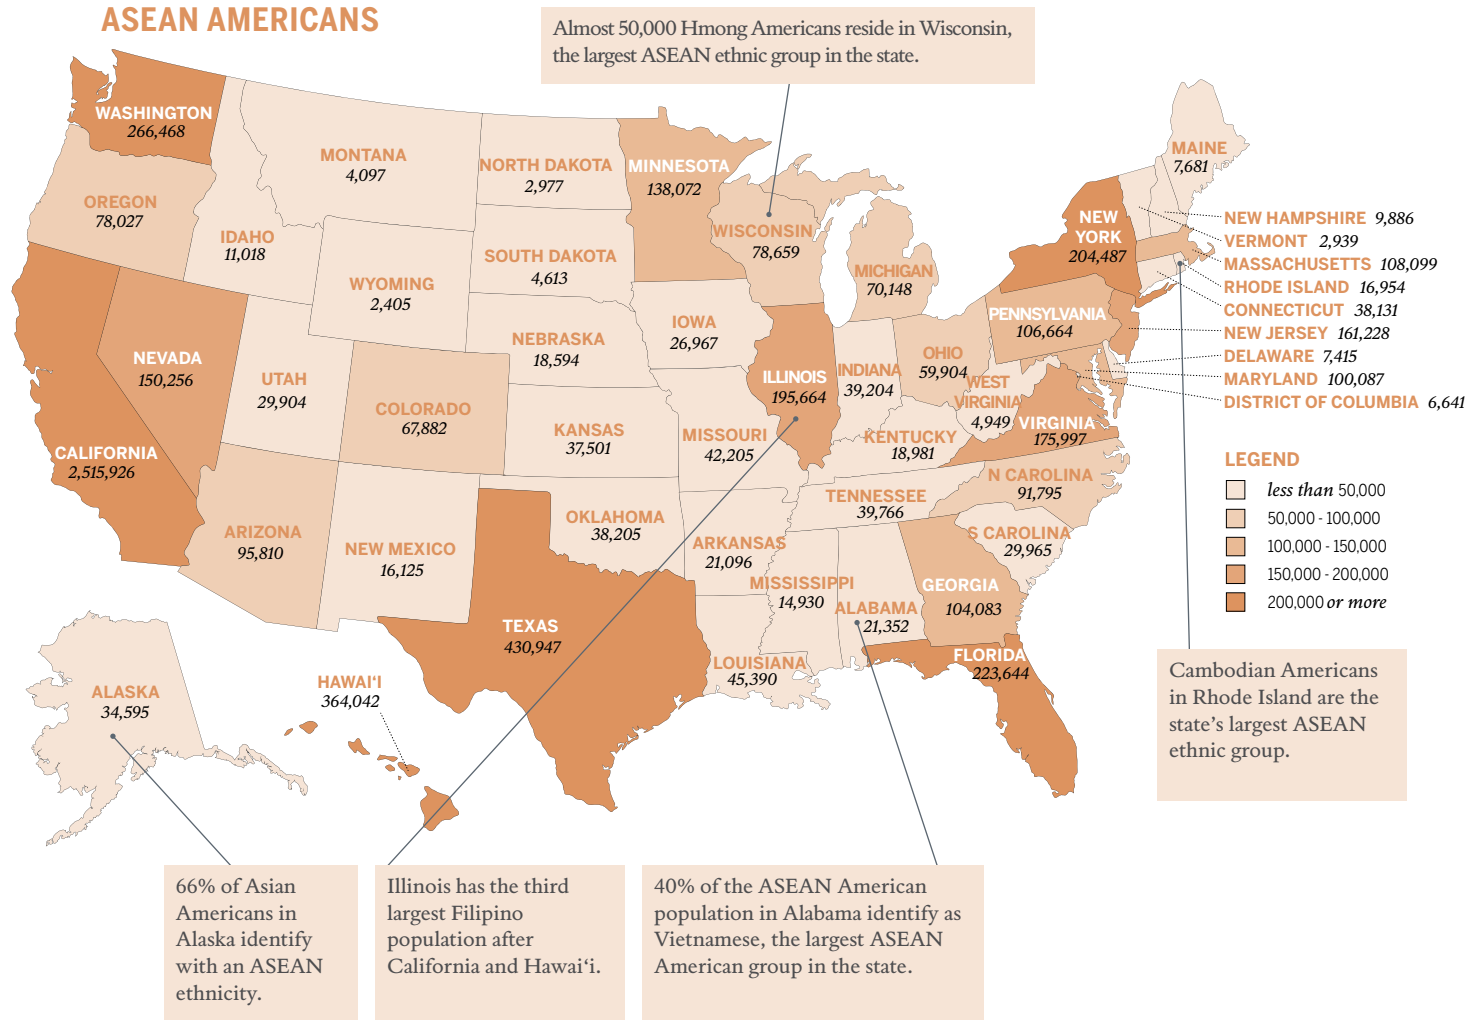 ASEAN AMERICANS
Almost 50,000 Hmong Americans reside in Wisconsin,
the largest ASEAN ethnic group in the state.
WASHINGTON
266,468
OREGON
78,027
IDAHO
11,018
MONTANA
4,097
NORTH DAKOTA
2,977
MINNESOTA
138,072
WISCONSIN
78,659
MICHIGAN
70,148
NEW
YORK
204,487
MAINE
7,681
NEW HAMPSHIRE 9,886
VERMONT 2,939
MASSACHUSETTS 108,099
RHODE ISLAND 16,954
CONNECTICUT 38,131
NEW JERSEY 161,228
DELAWARE 7,415
MARYLAND 100,087
DISTRICT OF COLUMBIA 6,641
SOUTH DAKOTA
4,613
WYOMING
2,405
NEBRASKA
18,594
IOWA
26,967
PENNSYLVANIA
106,664
NEVADA
150,256
UTAH
29,904
COLORADO
67,882
KANSAS
37,501
MISSOURI
42,205
ILLINOIS
195,664
INDIANA
39,204
OHIO
59,904
WEST
VIRGINIA
4,949
VIRGINIA
175,997
KENTUCKY
18,981
CALIFORNIA
2,515,926
ARIZONA
95,810
NEW MEXICO
16,125
OKLAHOMA
38,205
ARKANSAS
21,096
TENNESSEE
39,766
N CAROLINA
91,795
S CAROLINA
29,965
MISSISSIPPI
14,930
ALABAMA
21,352
GEORGIA
104,083
TEXAS
430,947
LOUISIANA
45,390
FLORIDA
223,644
ALASKA
34,595
HAWAI‘I
364,042
LEGEND
less than 50,000
50,000 - 100,000
100,000 - 150,000
150,000 - 200,000
200,000 or more
Cambodian Americans
in Rhode Island are the
state’s largest ASEAN
ethnic group.
66% of Asian
Americans in
Alaska identify
with an ASEAN
ethnicity.
Illinois has the third
largest Filipino
population after
California and Hawai‘i.
40% of the ASEAN American
population in Alabama identify as
Vietnamese, the largest ASEAN
American group in the state.